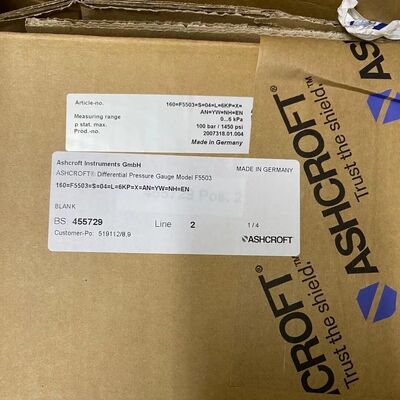 Article-no. 160=F5503=S=04=L=6KP=X=
AN=YW=NH=EN
Measuring range 0...6 kPa
p stat. max. 100 bar / 1450 psi
Prod.-no. 2007318.01.004
Made in Germany
Ashcroft Instruments GmbH MADE IN GERMANY
ASHCROFT® Differential Pressure Gauge Model F5503
160=F5503=S=04=L=6KP=X=AN=YW=NH=EN
BLANK
BS 455729 Line 2 1 / 4
Customer-Po: 519112/8.9 ASHCROFT
ASHCROFT®
Trust the shield.™
CROFT®
Trust the shield.™